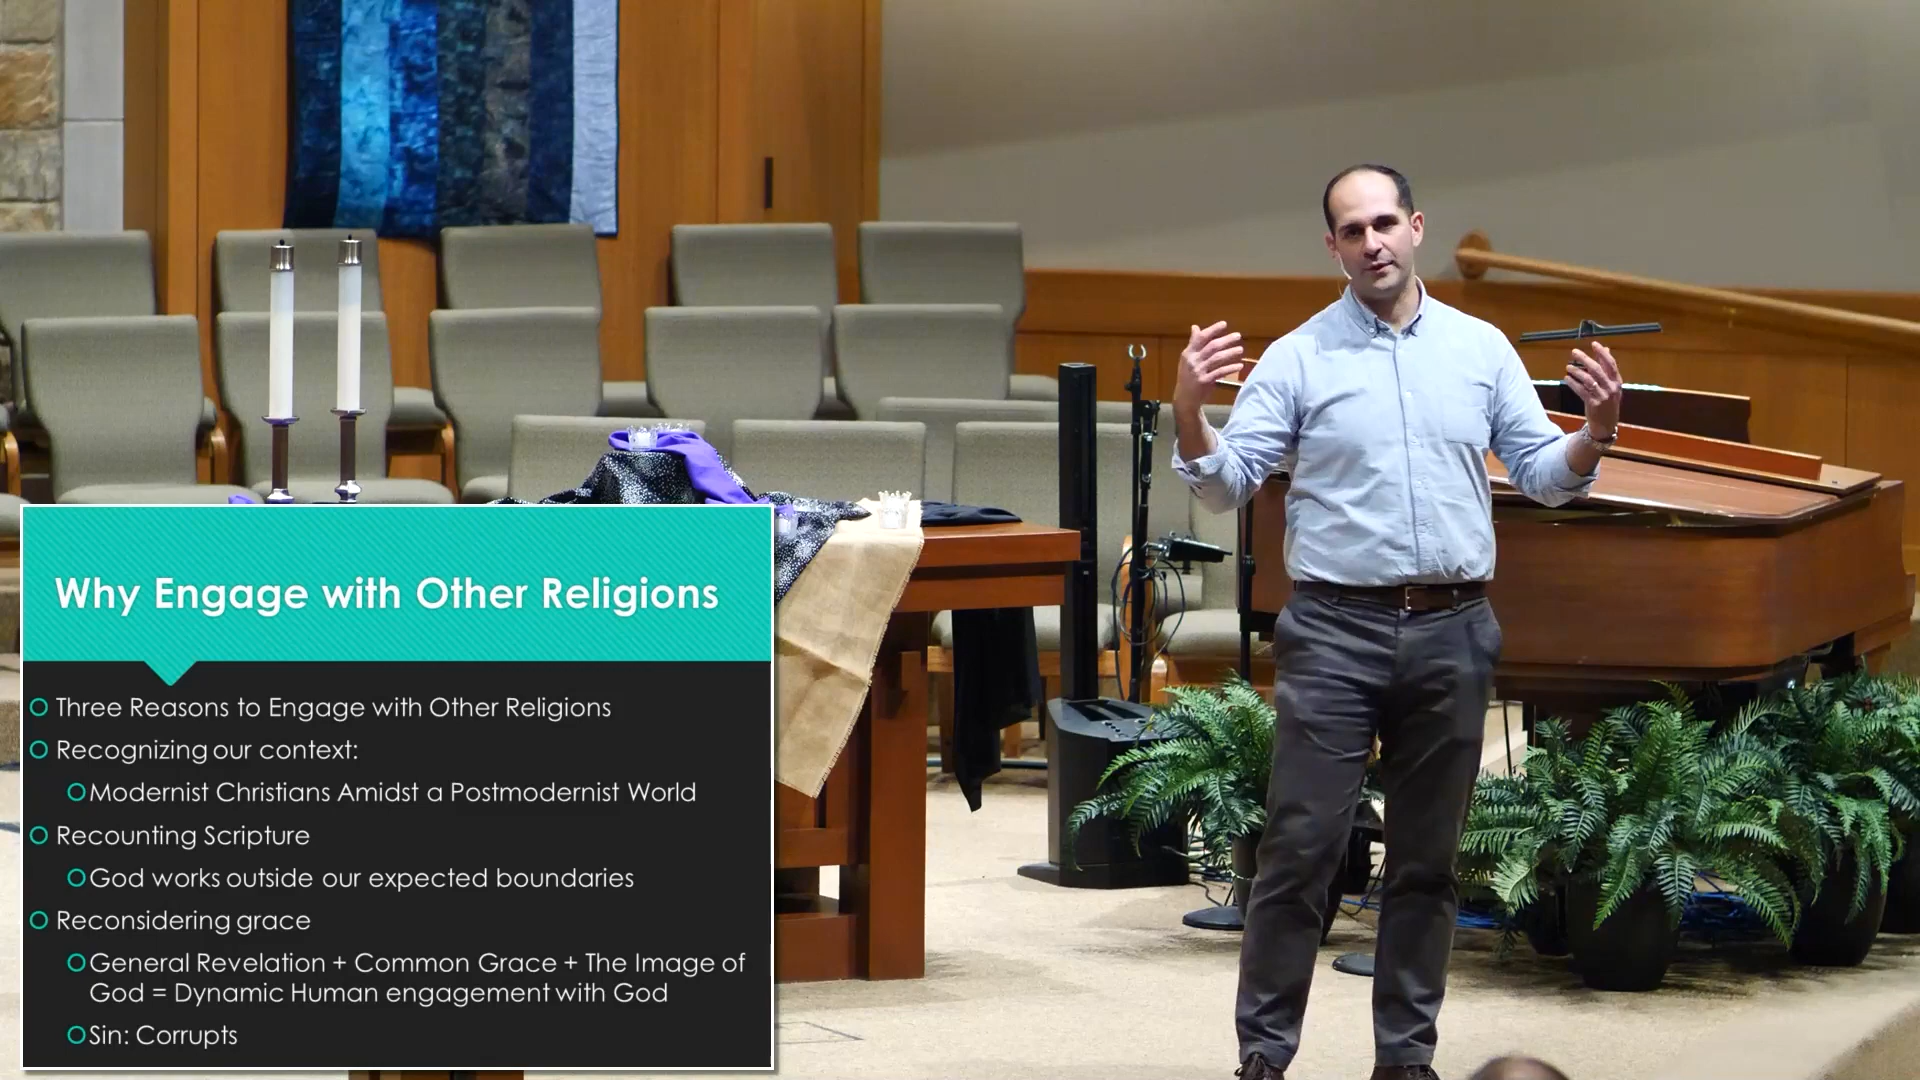 Why Engage with Other Religions
Three Reasons to Engage with Other Religions
Recognizing our context:
Modernist Christians Amidst a Postmodernist World
Recounting Scripture
God works outside our expected boundaries
Reconsidering grace
General Revelation + Common Grace + The Image of
God = Dynamic Human engagement with God
Sin: Corrupts